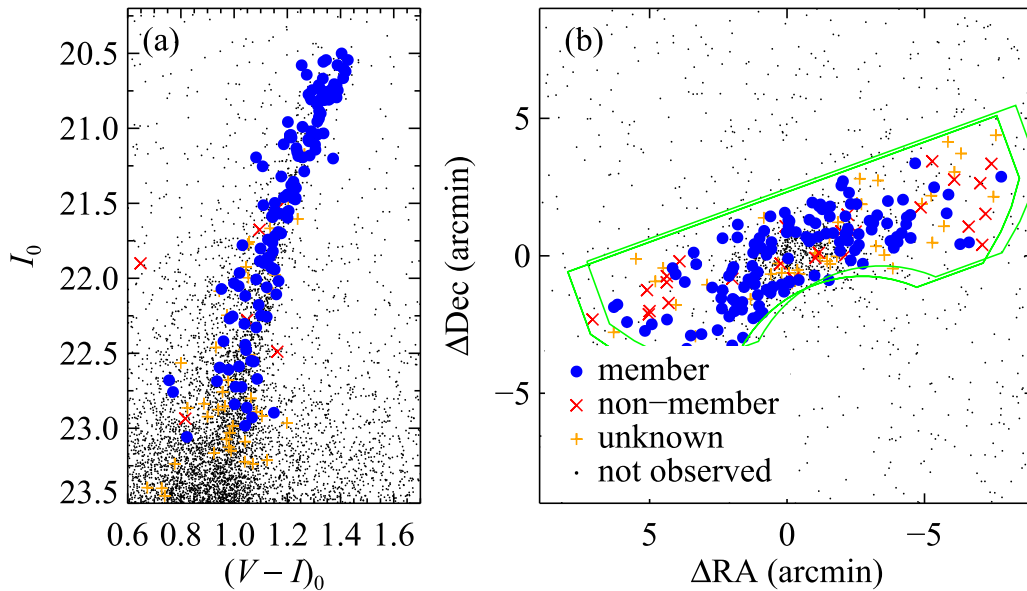 (a)
20.5
21.0
21.5
22.0
22.5
23.0
23.5
I0
0.6 0.8 1.0 1.2 1.4 1.6
(V − I)0
(b)
5
0
−5
ΔDec (arcmin)
member
non−member
unknown
not observed
5 0 −5
ΔRA (arcmin)